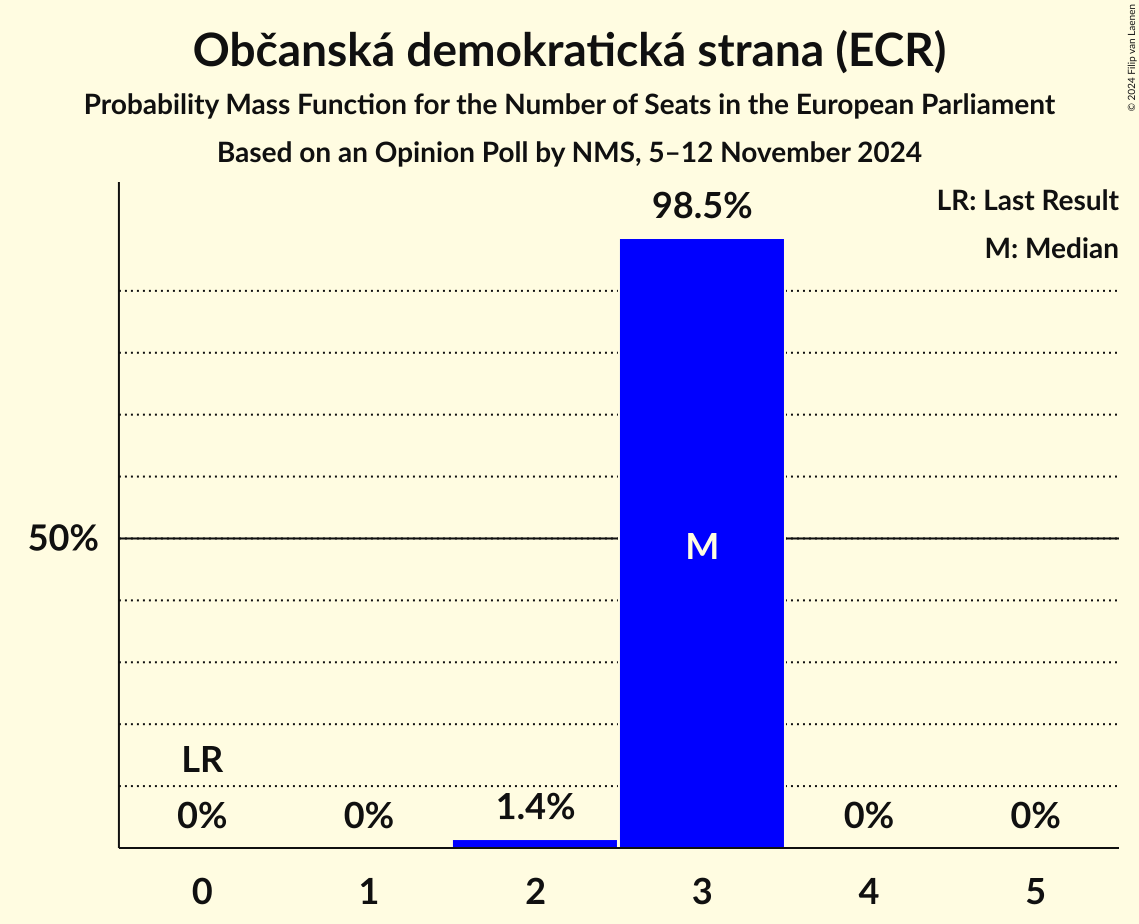 Občanská demokratická strana (ECR)
Probability Mass Function for the Number of Seats in the European Parliament
Based on an Opinion Poll by NMS, 5–12 November 2024
© 2024 Filip van Laenen
98.5%
LR: Last Result
M: Median
50%
M
LR
0%
0%
1.4%
0%
0%
0
1
2
3
4
5